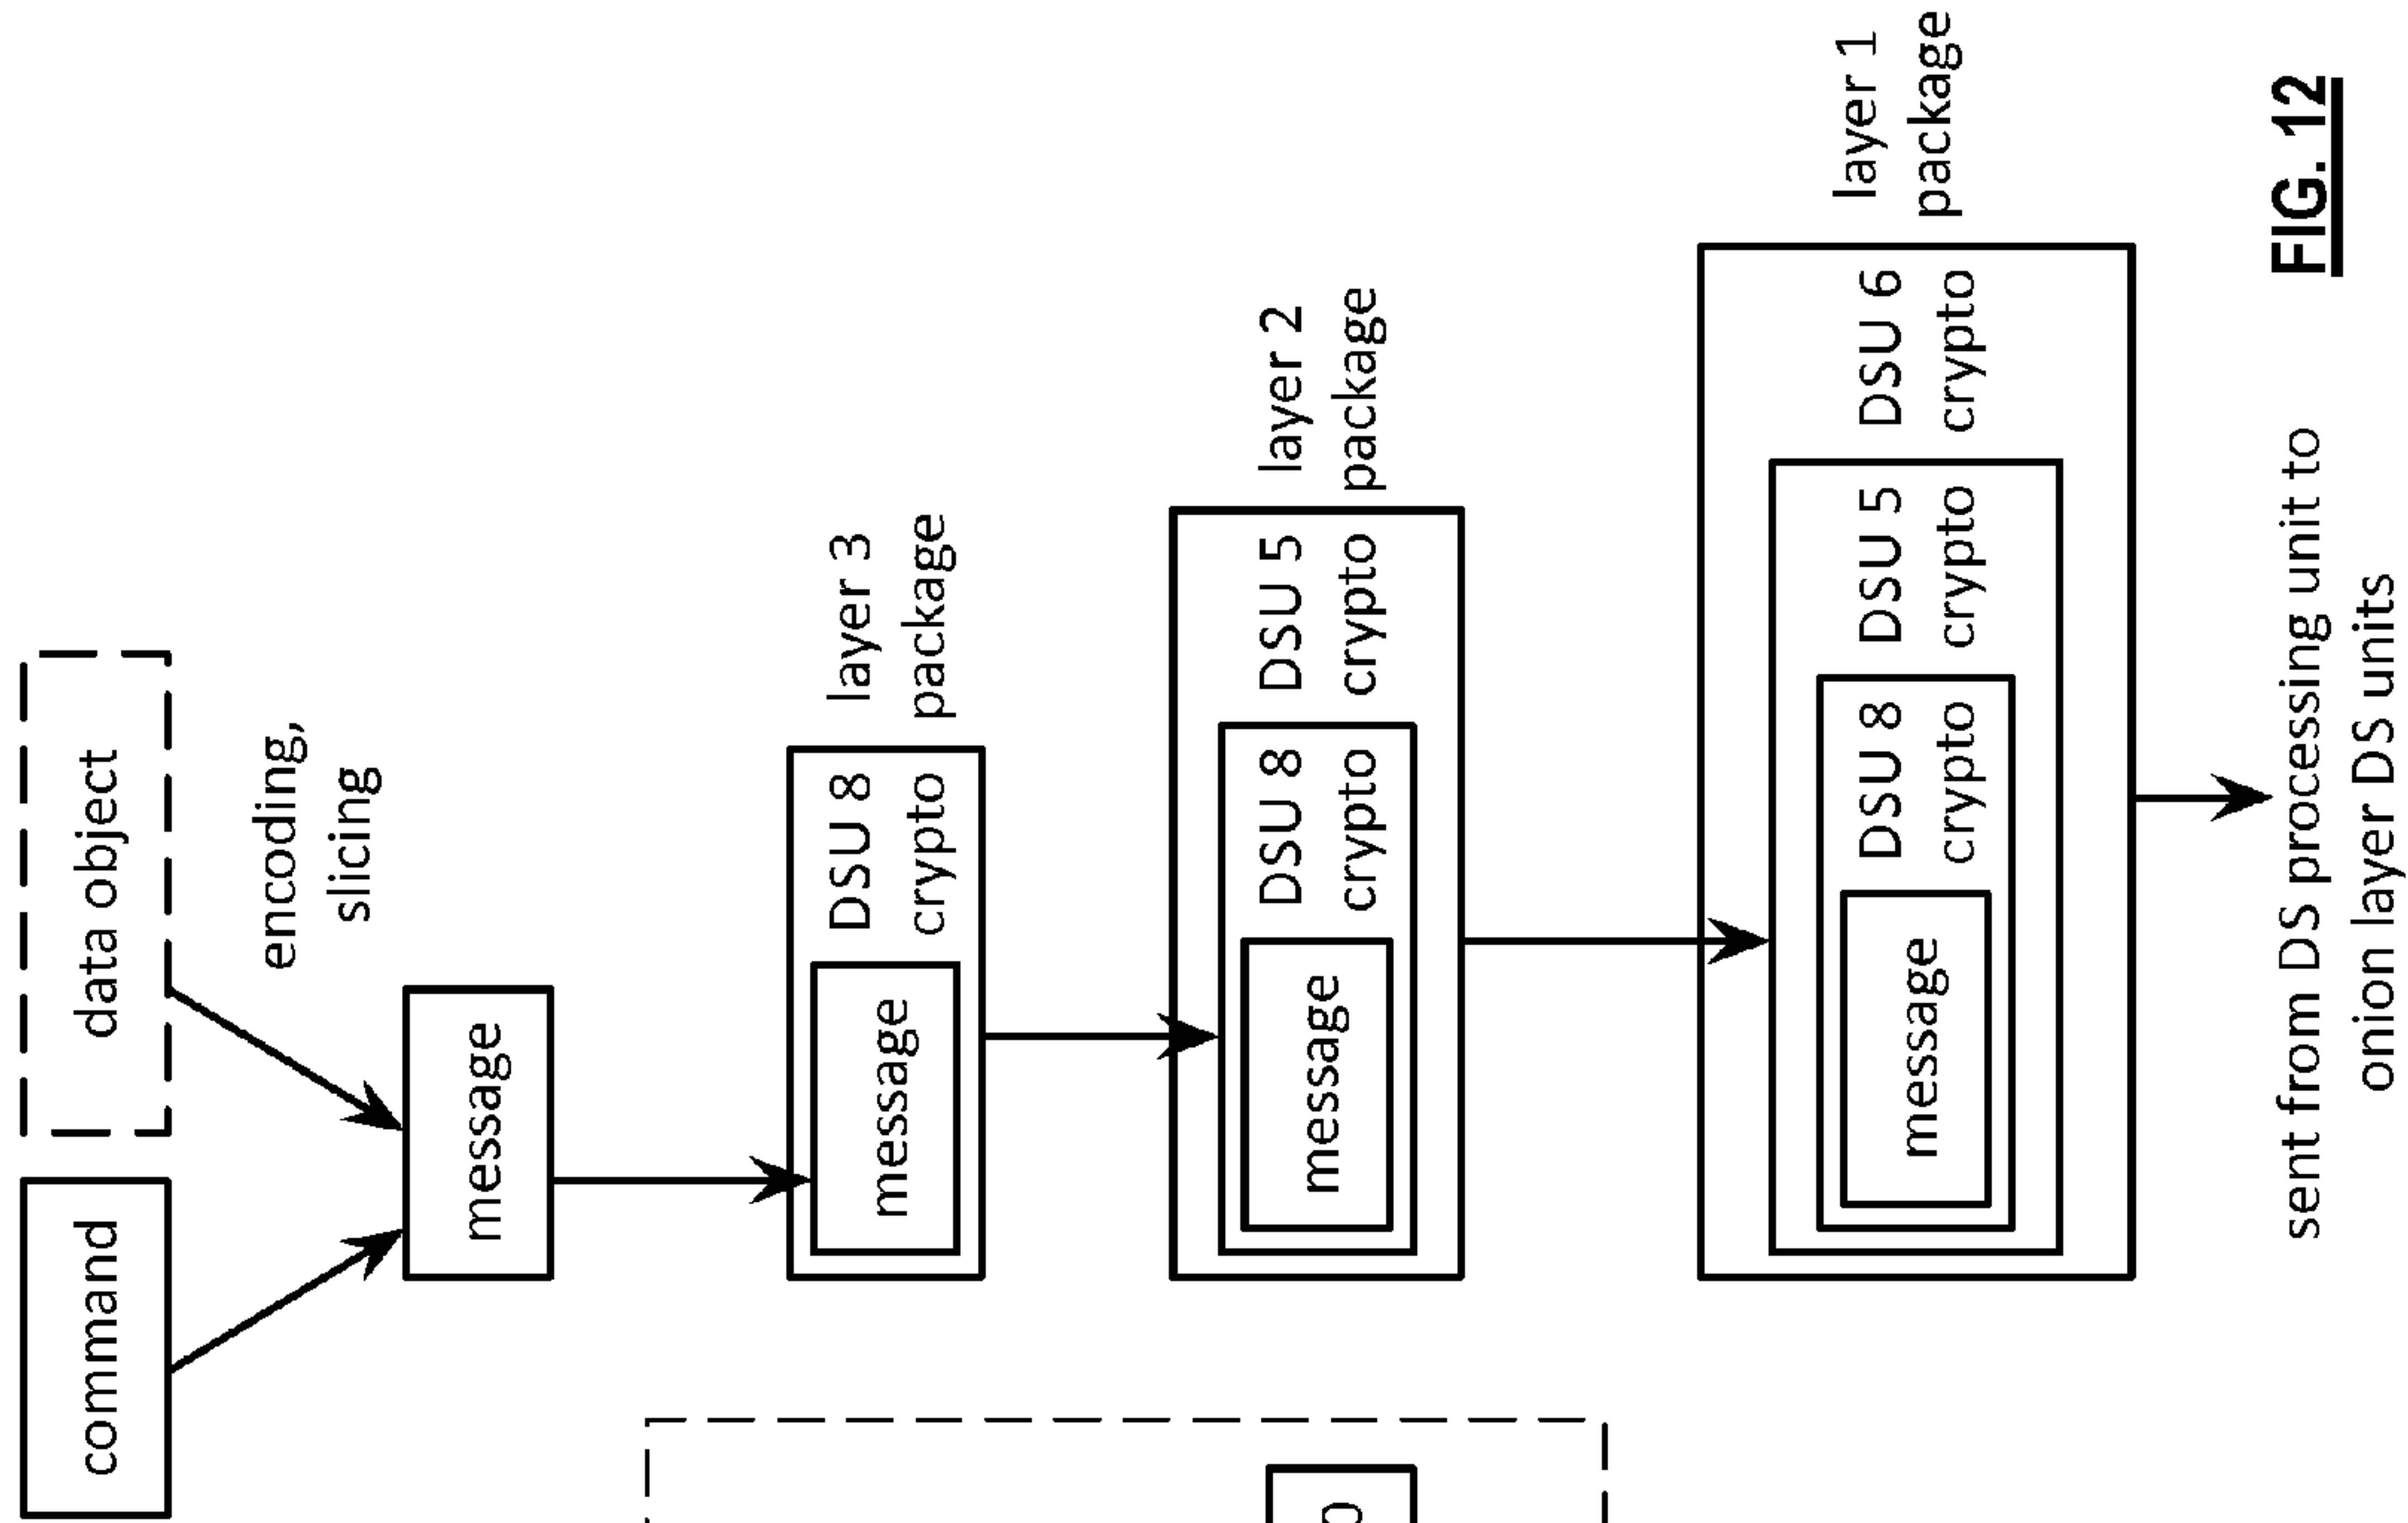 command
data object
encoding,
slicing
message
message
DSU 8
crypto
layer 3
package
message
DSU 8
crypto
DSU 5
crypto
layer 2
package
message
DSU 8
crypto
DSU 5
crypto
DSU 6
crypto
layer 1
package
sent from DS processing unit to
onion layer DS units
FIG. 12